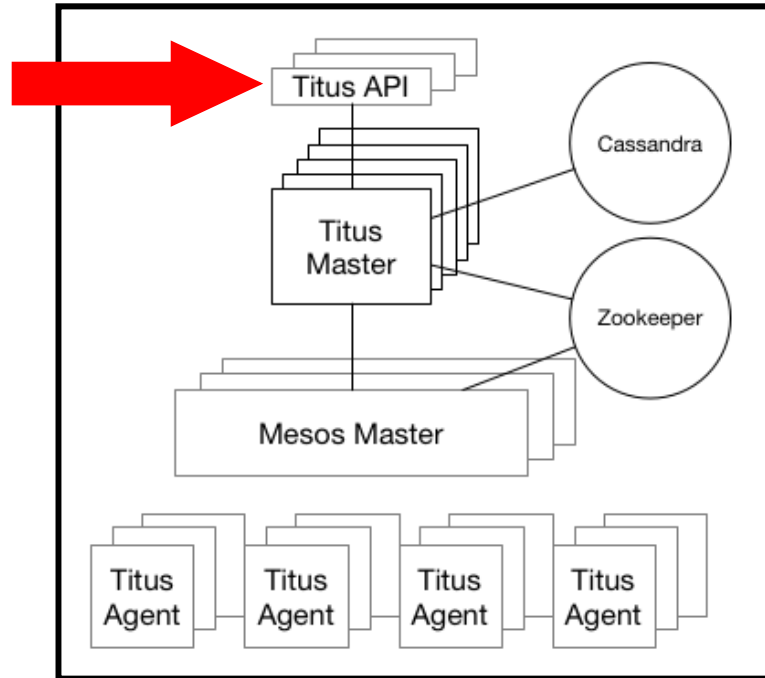 Titus API
Cassandra
Titus
Master
Zookeeper
Mesos Master
Titus
Agent
Titus
Agent
Titus
Agent
Titus
Agent